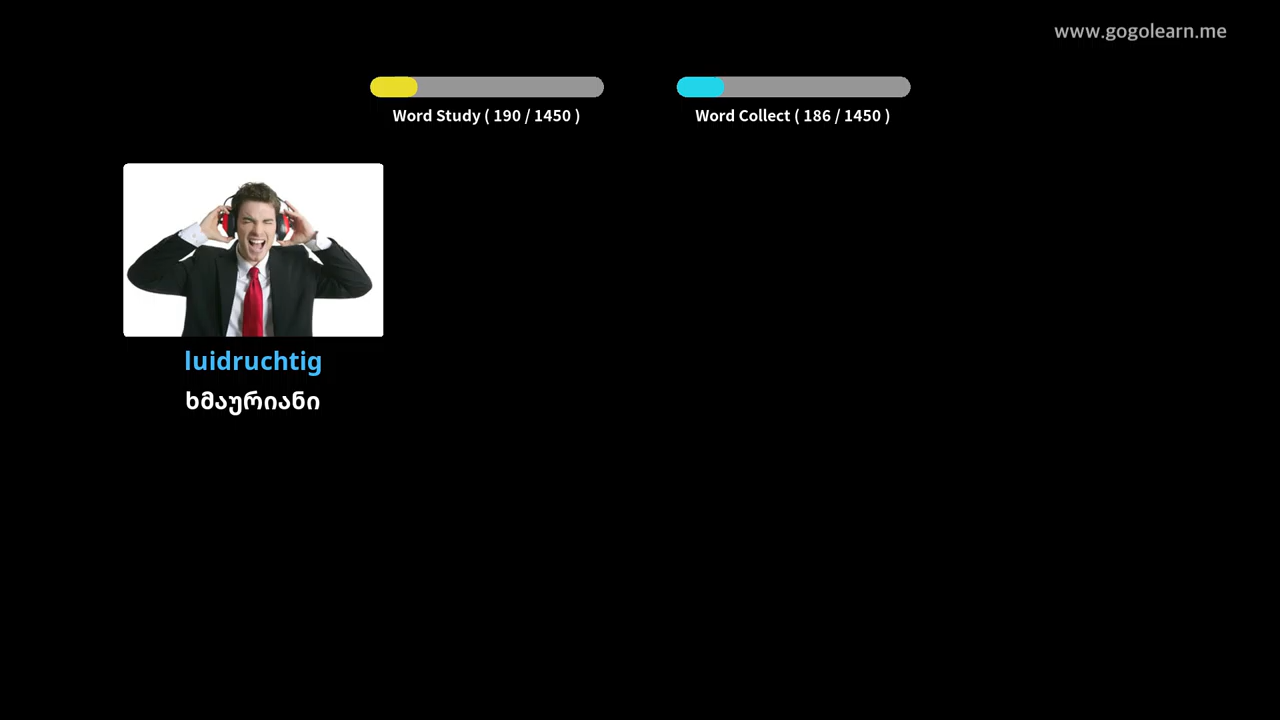 www.gogolearn.me
Word Study ( 190 / 1450 )
Word Collect ( 186 / 1450 )
luidruchtig
ხმაურიანი